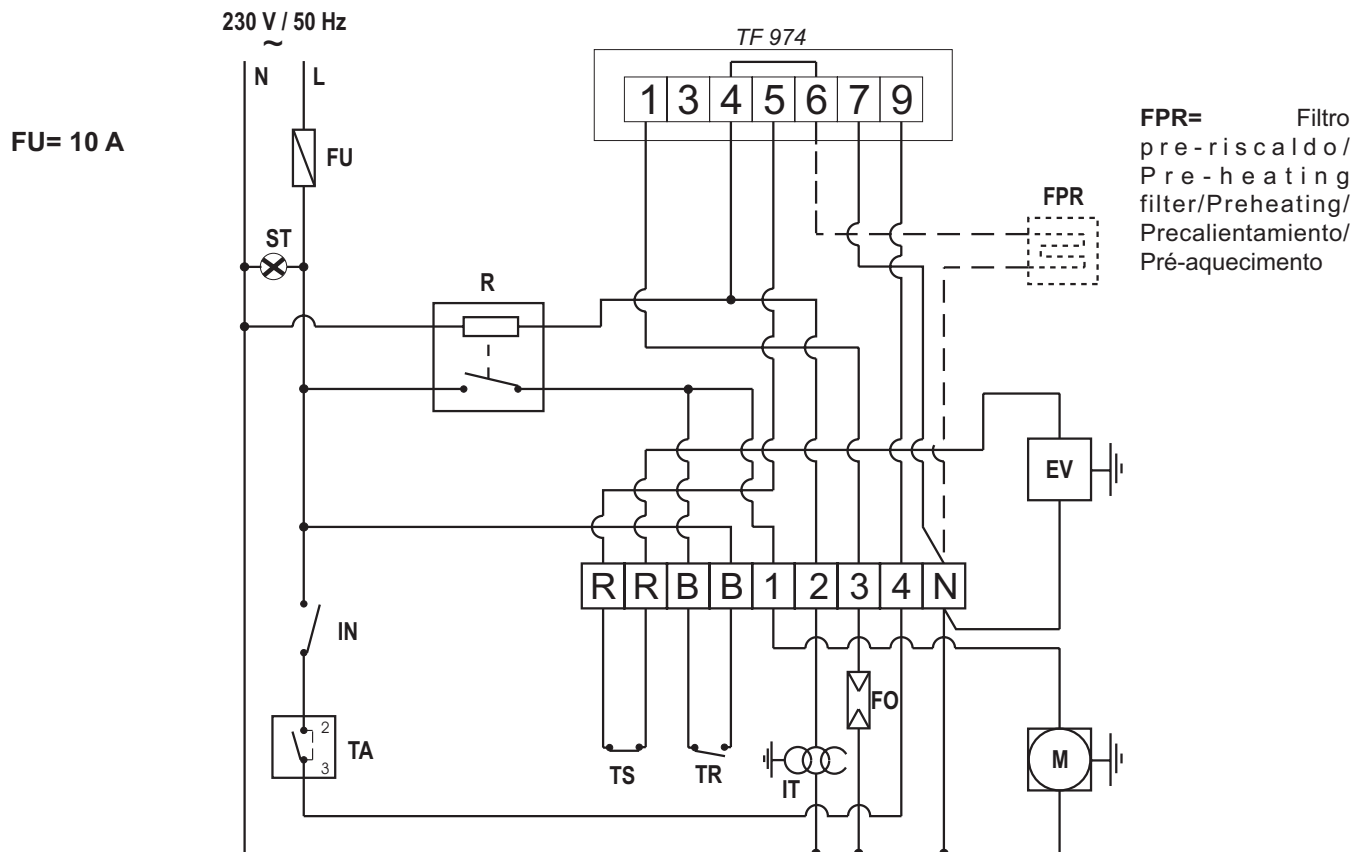 230 V / 50 Hz
~
N L
TF 974
1 3 4 5 6 7 9
FU= 10 A
FU
FPR= Filtro
pre-riscaldo/
Pre-heating
filter/Preheating/
Precalientamiento/
Pré-aquecimento
FPR
ST
R
EV
R R B B 1 2 3 4 N
IN
FO
2
TA
3
TS
TR
IT
M